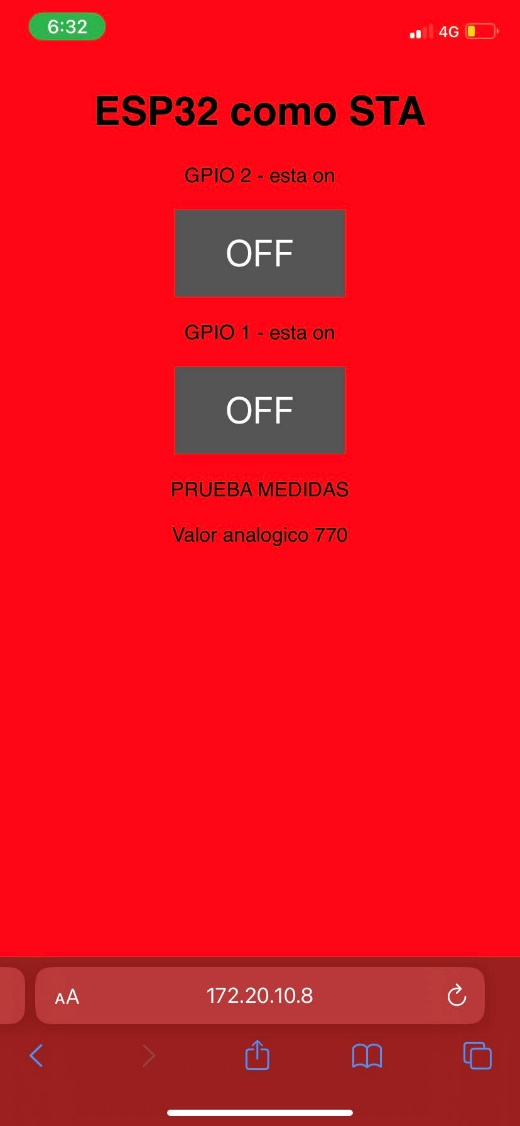 6:32
4G
ESP32 como STA
GPIO 2 - esta on
OFF
GPIO 1 - esta on
OFF
PRUEBA MEDIDAS
Valor analogico 770
AA 172.20.10.8